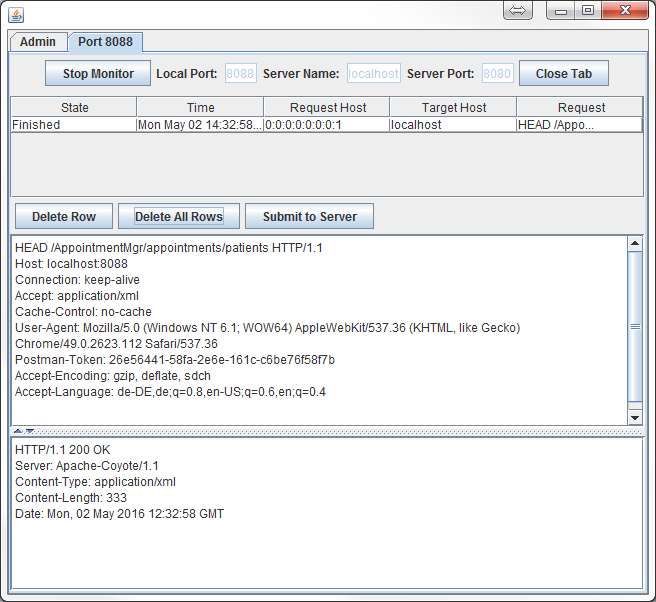 Admin Port 8088
Stop Monitor Local Port: 8088 Server Name: localhost Server Port: 8080 Close Tab
State Time Request Host Target Host Request
Finished Mon May 02 14:32:58... 0:0:0:0:0:0:0:1 localhost HEAD /Appo...
Delete Row Delete All Rows Submit to Server
HEAD /AppointmentMgr/appointments/patients HTTP/1.1
Host: localhost:8088
Connection: keep-alive
Accept: application/xml
Cache-Control: no-cache
User-Agent: Mozilla/5.0 (Windows NT 6.1; WOW64) AppleWebKit/537.36 (KHTML, like Gecko)
Chrome/49.0.2623.112 Safari/537.36
Postman-Token: 26e56441-58fa-2e6e-161c-c6be76f58f7b
Accept-Encoding: gzip, deflate, sdch
Accept-Language: de-DE,de;q=0.8,en-US;q=0.6,en;q=0.4
HTTP/1.1 200 OK
Server: Apache-Coyote/1.1
Content-Type: application/xml
Content-Length: 333
Date: Mon, 02 May 2016 12:32:58 GMT